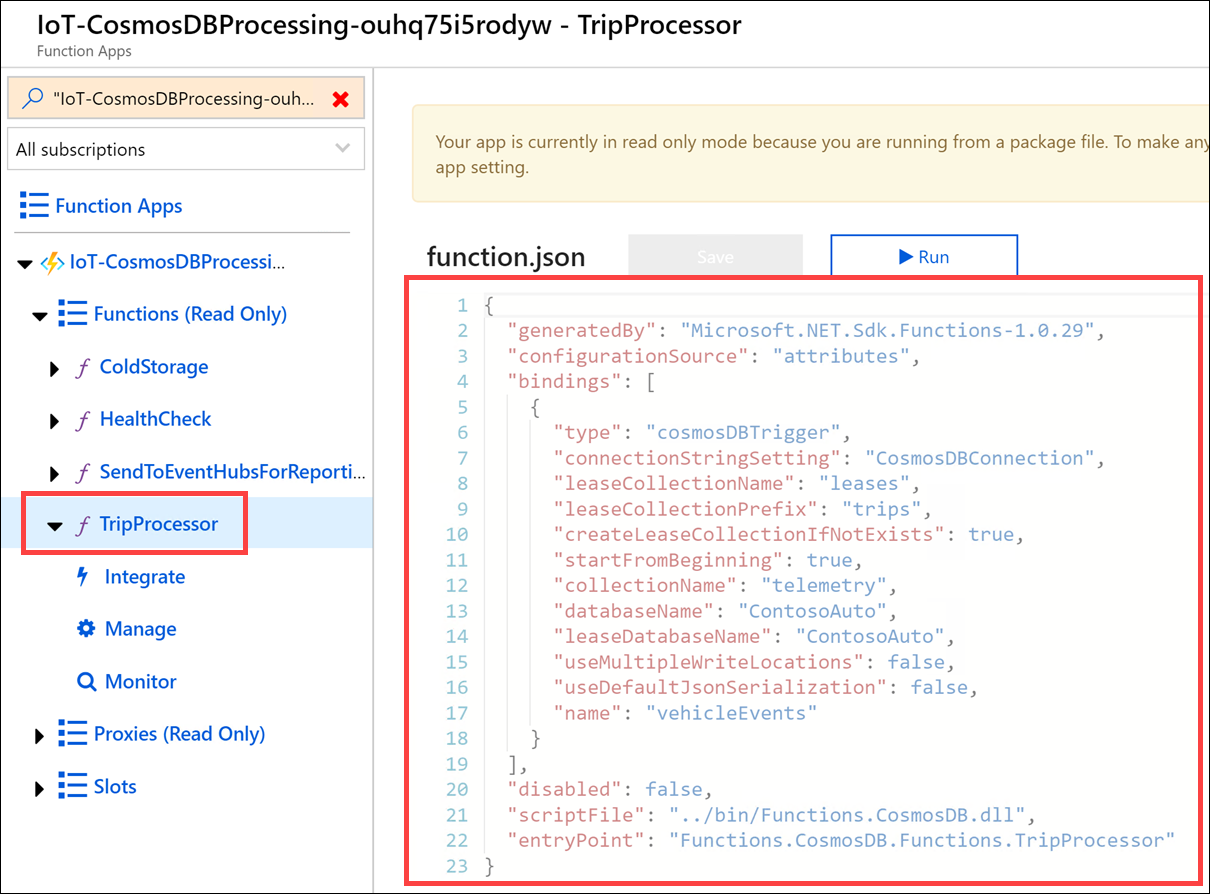 IoT-CosmosDBProcessing-ouhq75i5rodyw - TripProcessor
Function Apps
"IoT-CosmosDBProcessing-ouh...
All subscriptions
Function Apps
IoT-CosmosDBProcessi...
Functions (Read Only)
ColdStorage
HealthCheck
SendToEventHubsForReporti...
TripProcessor
Integrate
Manage
Monitor
Proxies (Read Only)
Slots
Your app is currently in read only mode because you are running from a package file. To make any
app setting.
function.json
Save
Run
1 {
2 "generatedBy": "Microsoft.NET.Sdk.Functions-1.0.29",
3 "configurationSource": "attributes",
4 "bindings": [
5 {
6 "type": "cosmosDBTrigger",
7 "connectionStringSetting": "CosmosDBConnection",
8 "leaseCollectionName": "leases",
9 "leaseCollectionPrefix": "trips",
10 "createLeaseCollectionIfNotExists": true,
11 "startFromBeginning": true,
12 "collectionName": "telemetry",
13 "databaseName": "ContosoAuto",
14 "leaseDatabaseName": "ContosoAuto",
15 "useMultipleWriteLocations": false,
16 "useDefaultJsonSerialization": false,
17 "name": "vehicleEvents"
18 }
19 ],
20 "disabled": false,
21 "scriptFile": "../bin/Functions.CosmosDB.dll",
22 "entryPoint": "Functions.CosmosDB.Functions.TripProcessor"
23 }